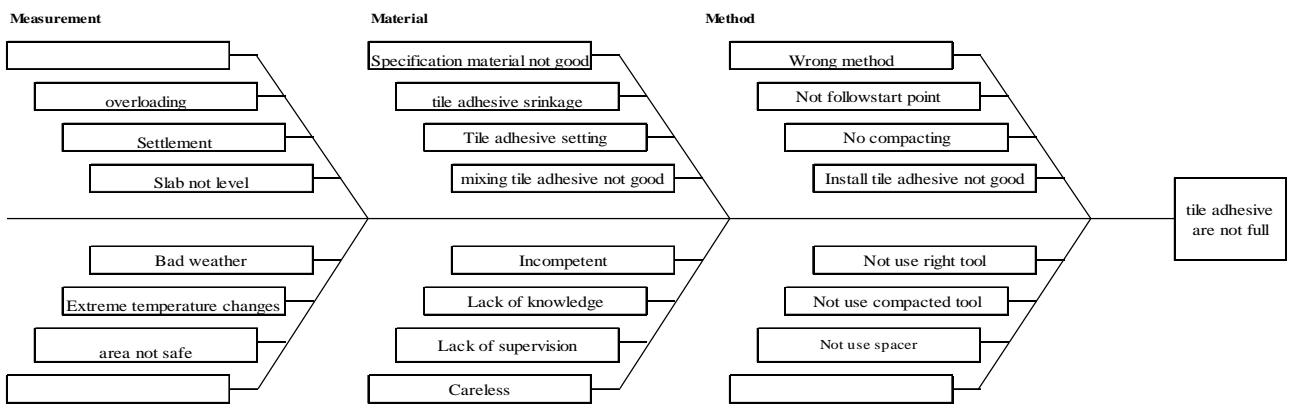 Measurement
Material
Method
Specification material not good
Wrong method
overloading
tile adhesive srinkage
Not followstart point
Settlement
Tile adhesive setting
No compacting
Slab not level
mixing tile adhesive not good
Install tile adhesive not good
tile adhesive
are not full
Bad weather
Incompetent
Not use right tool
Extreme temperature changes
Lack of knowledge
Not use compacted tool
area not safe
Lack of supervision
Not use spacer
Careless